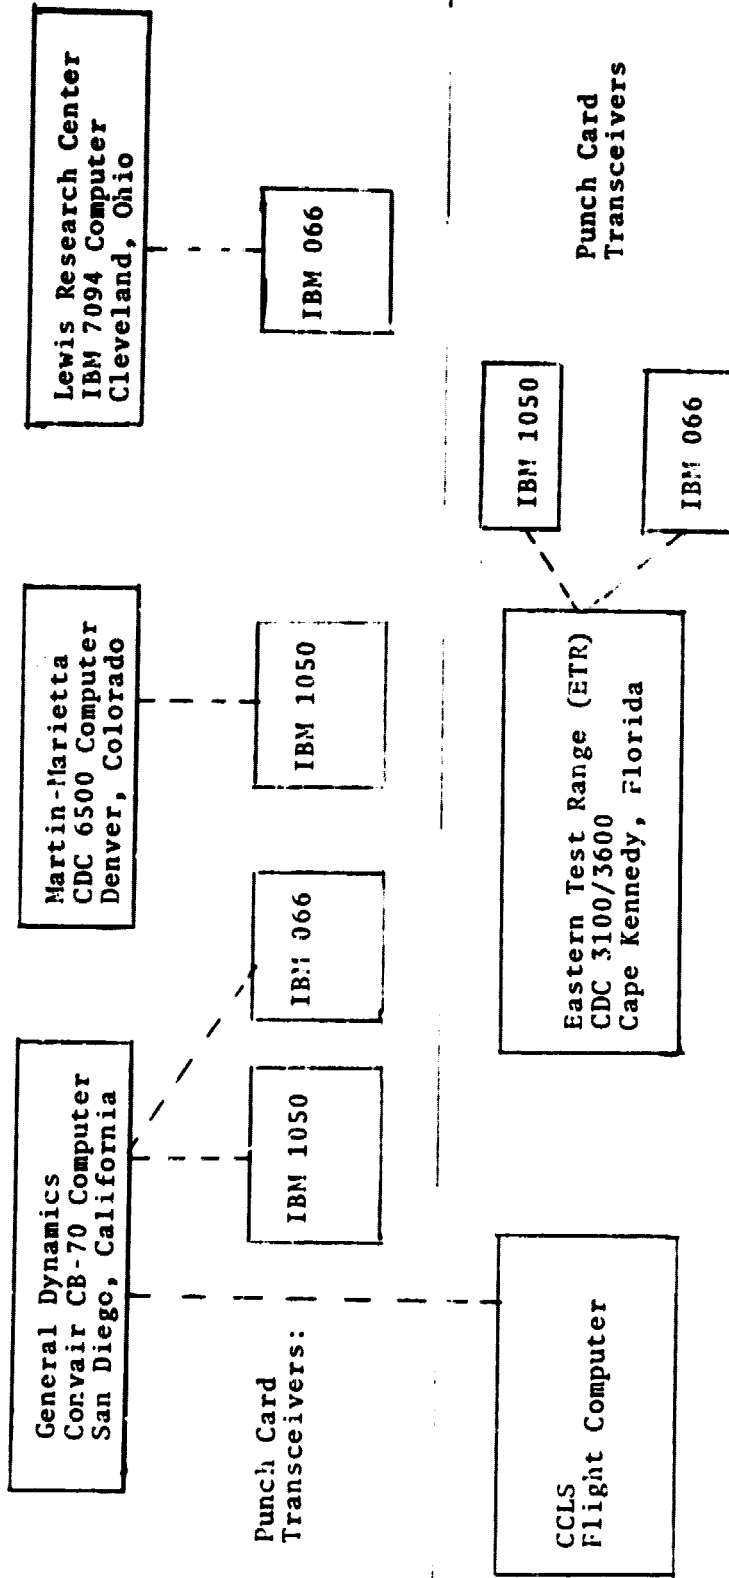 General Dynamics
Convair CB-70 Computer
San Diego, California
Martin-Marietta
CDC 6500 Computer
Denver, Colorado
Lewis Research Center
IBM 7094 Computer
Cleveland, Ohio
Punch Card
Transceivers:
IBM 1050
IBM 066
IBM 1050
IBM 066
CCLS
Flight Computer
Eastern Test Range (ETR)
CDC 3100/3600
Cape Kennedy, Florida
IBM 1050
IBM 066
Punch Card
Transceivers